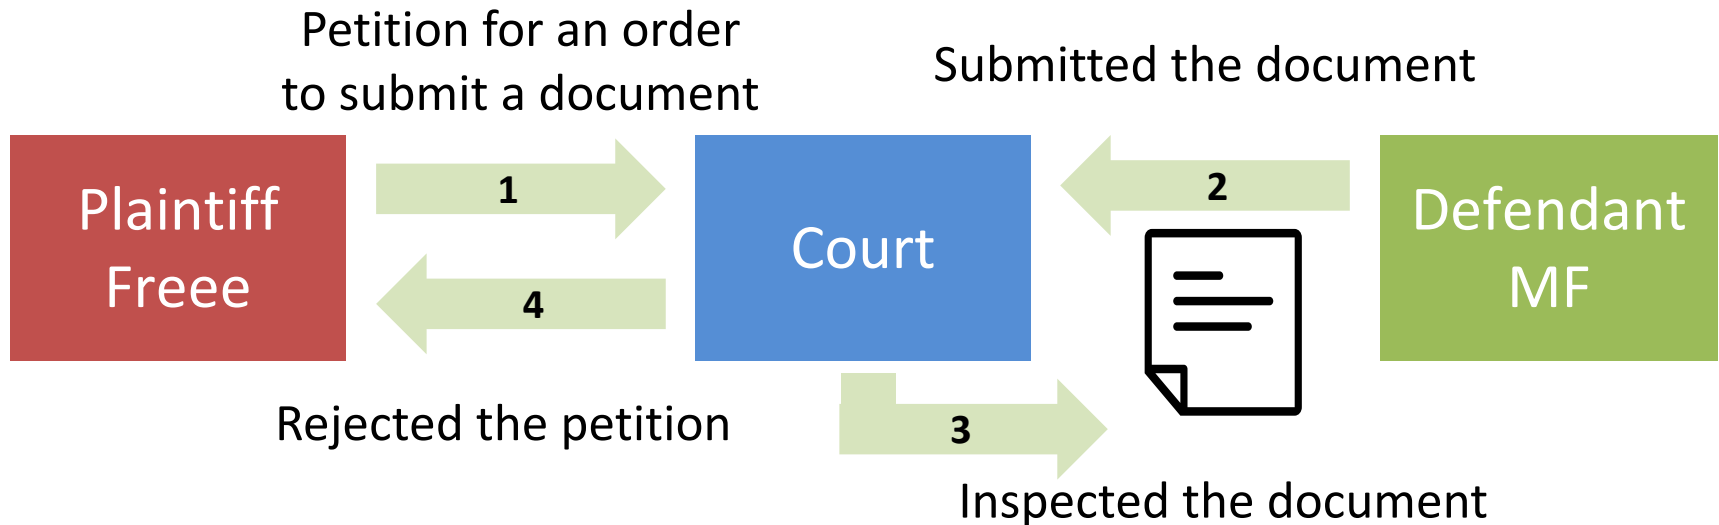 Petition for an order
to submit a document
Submitted the document
Plaintiff
Freee
1
Court
2
Defendant
MF
4
Rejected the petition
3
Inspected the document